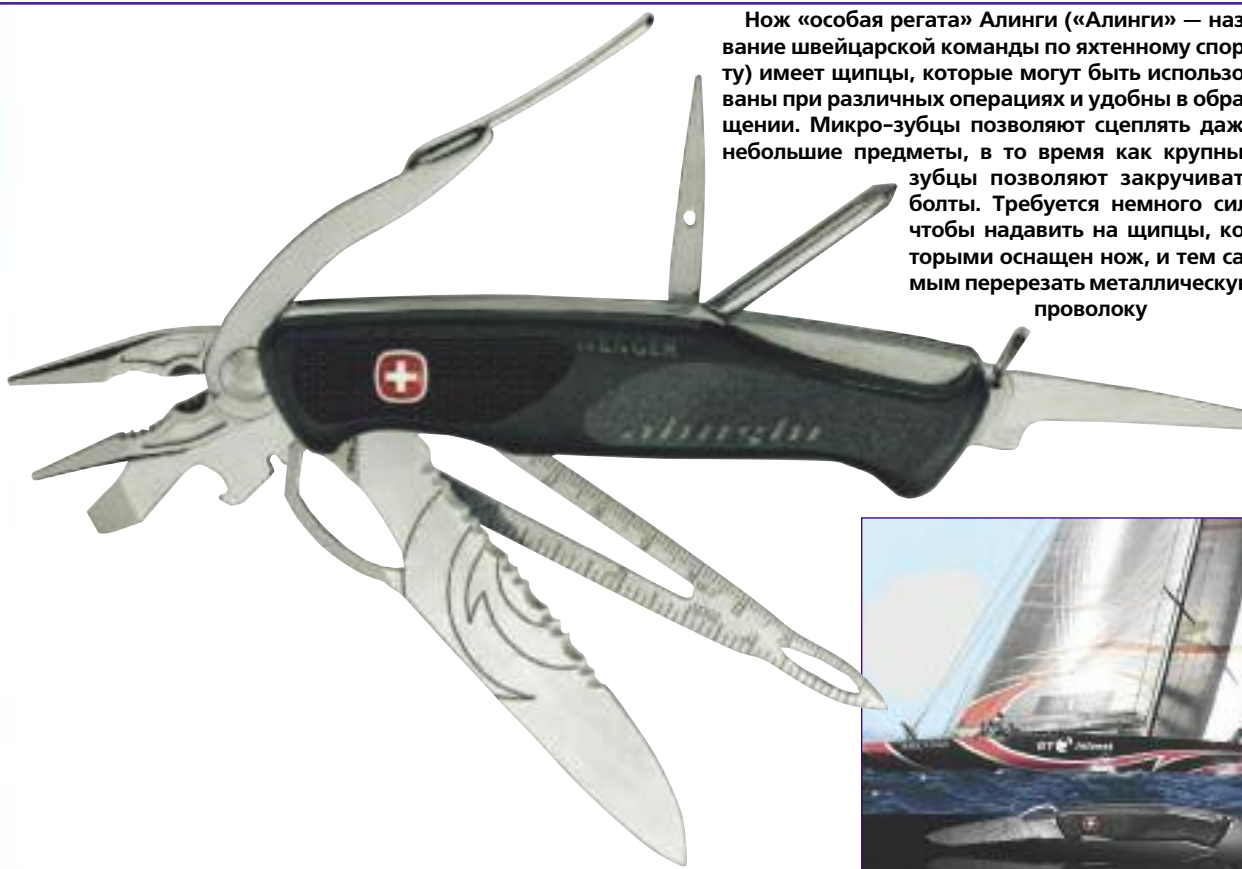 Нож «особая регата» Алинги («Алинги» — наз
вание швейцарской команды по яхтенному спор
ту) имеет щипцы, которые могут быть использо
ваны при различных операциях и удобны в обра
щении. Микро-зубцы позволяют сцеплять даж
небольшие предметы, в то время как крупны
зубцы позволяют закручиват
болты. Требуется немного сил
чтобы надавить на щипцы, ко
торыми оснащен нож, и тем са
мым перерезать металлическу
проволоку
WENGER
alinghi